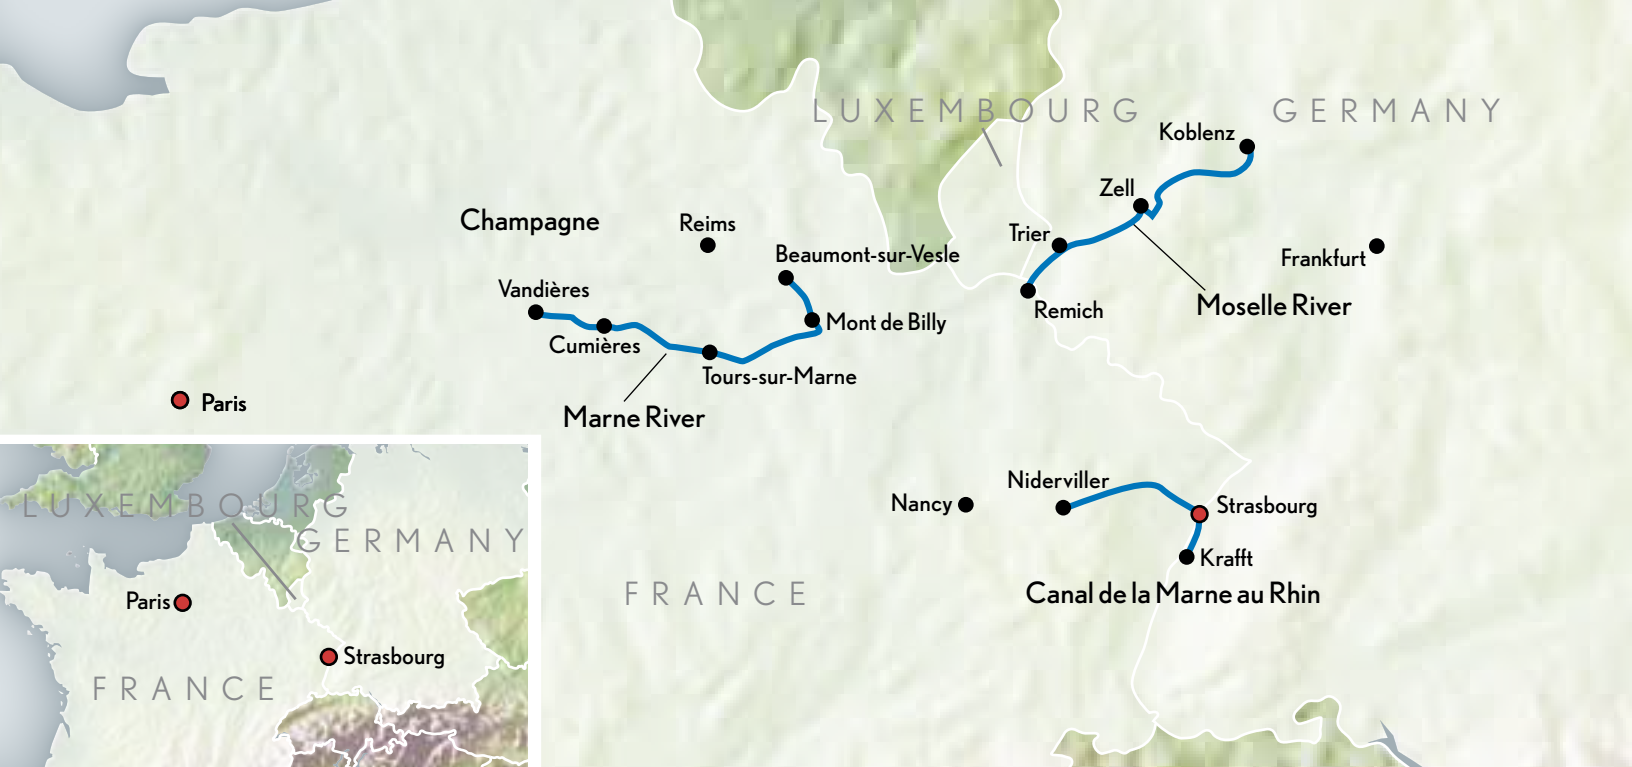 LUXEMBOURG
GERMANY
Koblenz
Zell
Champagne
Reims
Trier
Beaumont-sur-Vesle
Frankfurt
Vandières
Remich
Moselle River
Mont de Billy
Cumières
Tours-sur-Marne
Paris
Marne River
Niderviller
Nancy
Strasbourg
Krafft
FRANCE
Canal de la Marne au Rhin
LUXEMBOURG
GERMANY
Paris
Strasbourg
FRANCE